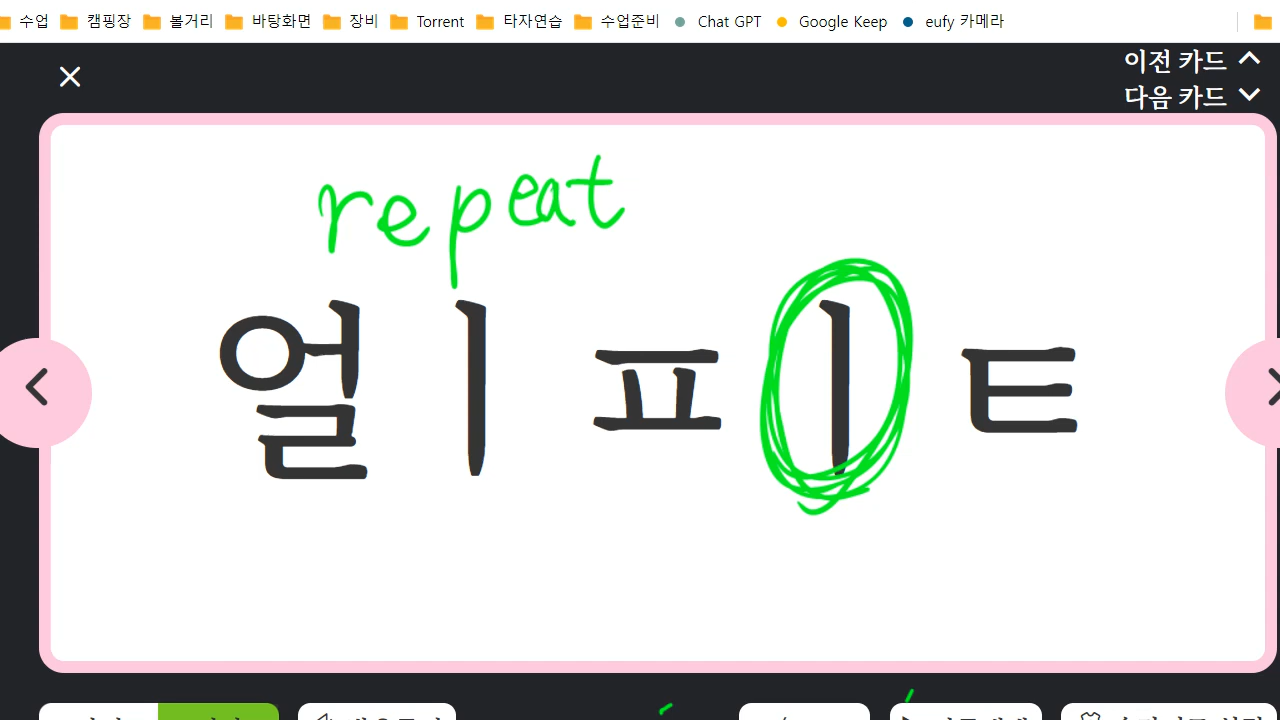 수업 캠핑장 볼거리 바탕화면 장비 Torrent 타자연습 수업준비 Chat GPT Google Keep eufy 카메라
이전 카드
다음 카드
repeat
얼ㅣㅍㅣㅌ